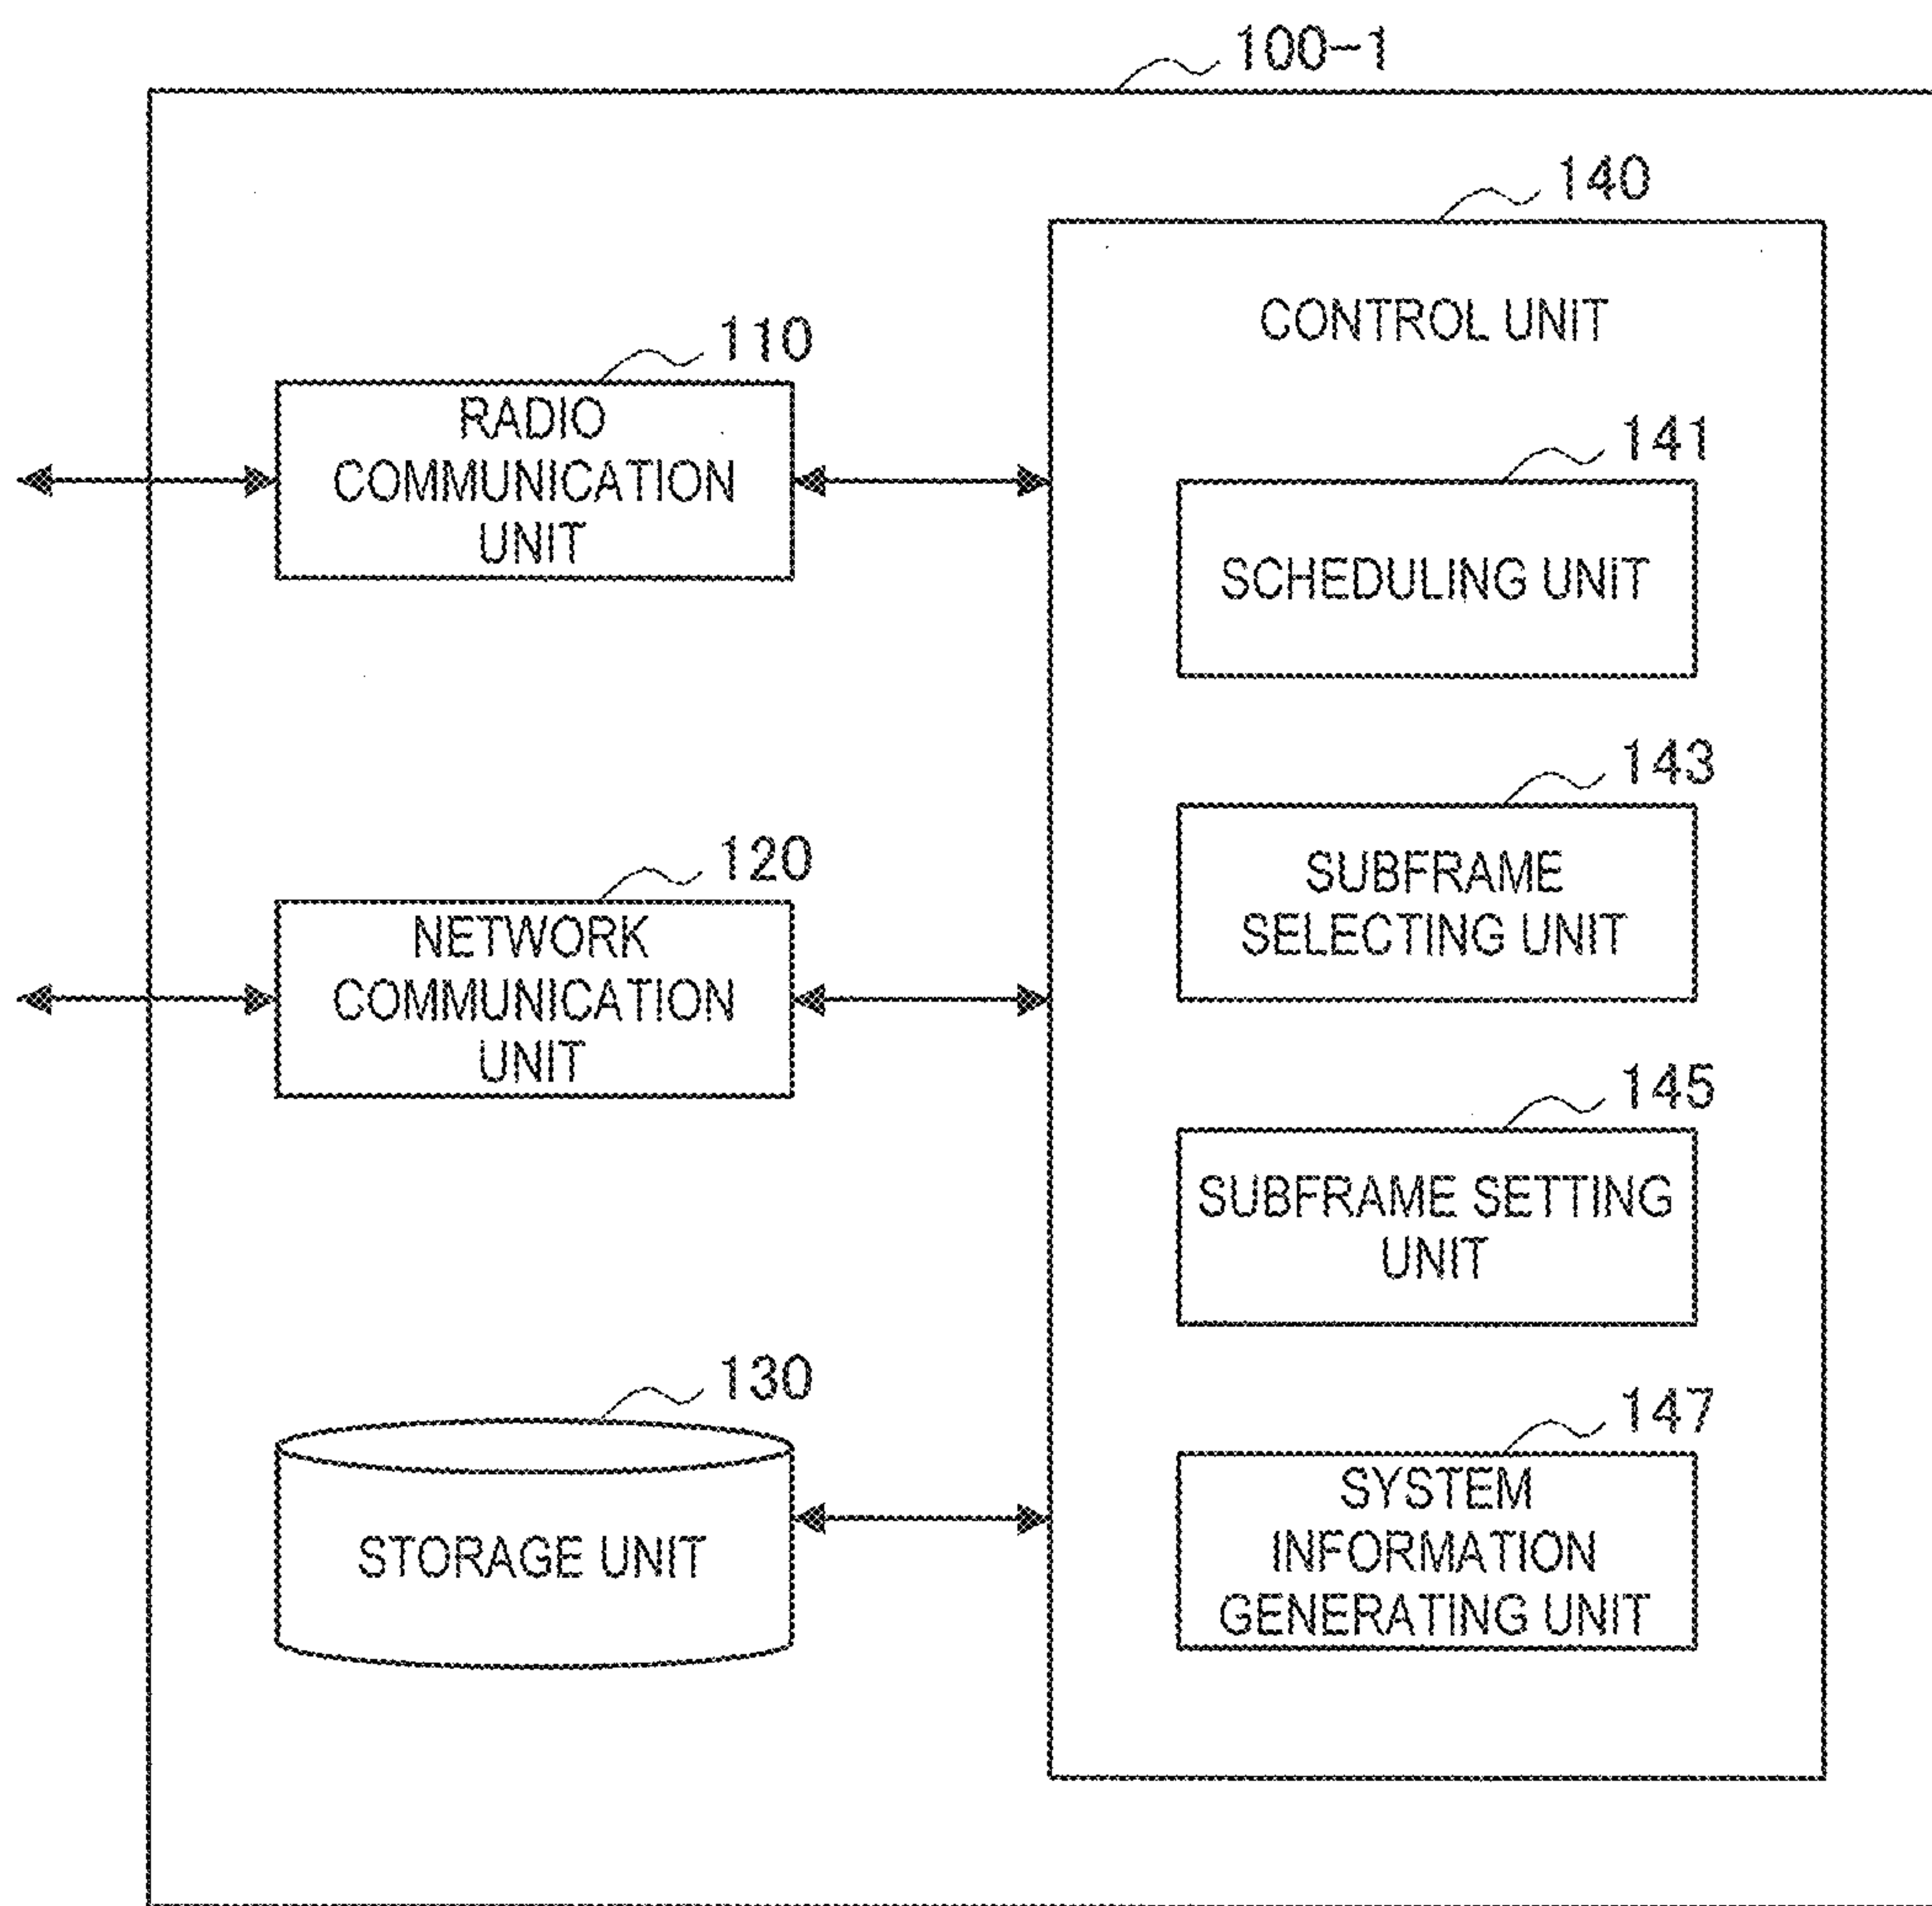 100-1
140
CONTROL UNIT
110
RADIO
COMMUNICATION
UNIT
141
SCHEDULING UNIT
143
SUBFRAME
SELECTING UNIT
120
NETWORK
COMMUNICATION
UNIT
145
SUBFRAME SETTING
UNIT
130
STORAGE UNIT
147
SYSTEM
INFORMATION
GENERATING UNIT